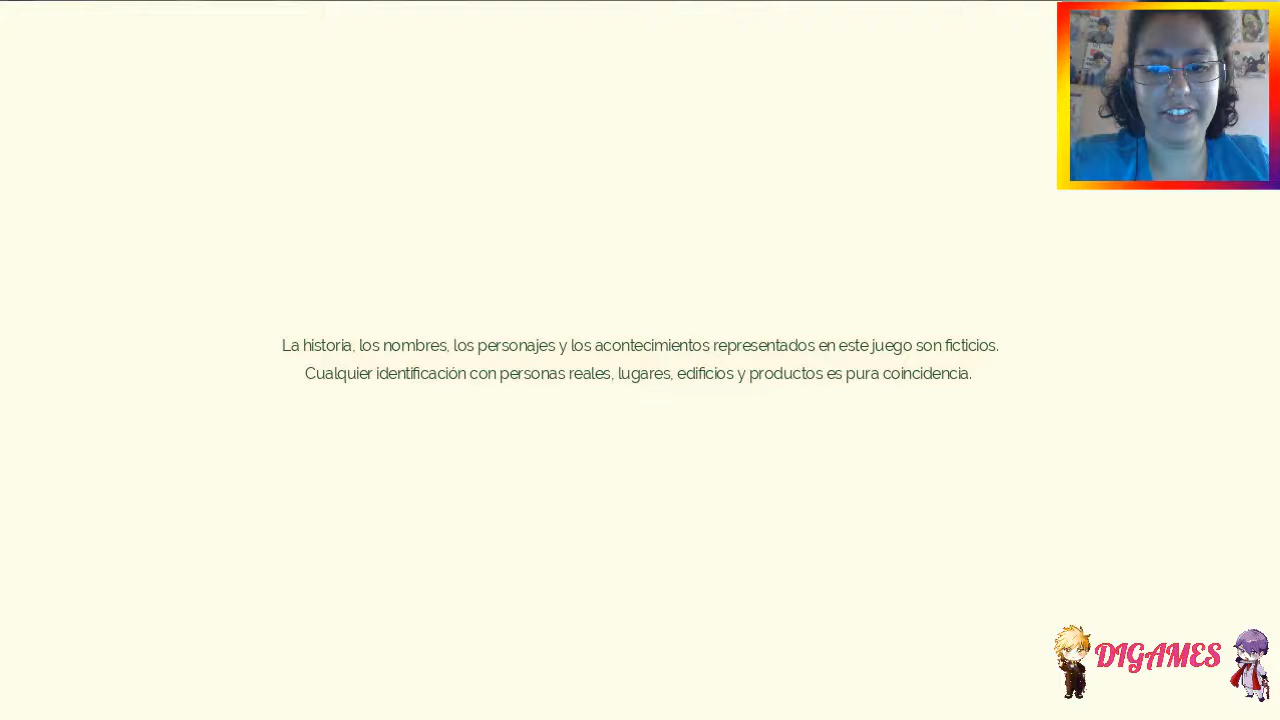 La historia, los nombres, los personajes y los acontecimientos representados en este juego son ficticios.
Cualquier identificación con personas reales, lugares, edificios y productos es pura coincidencia.
DIGAMES